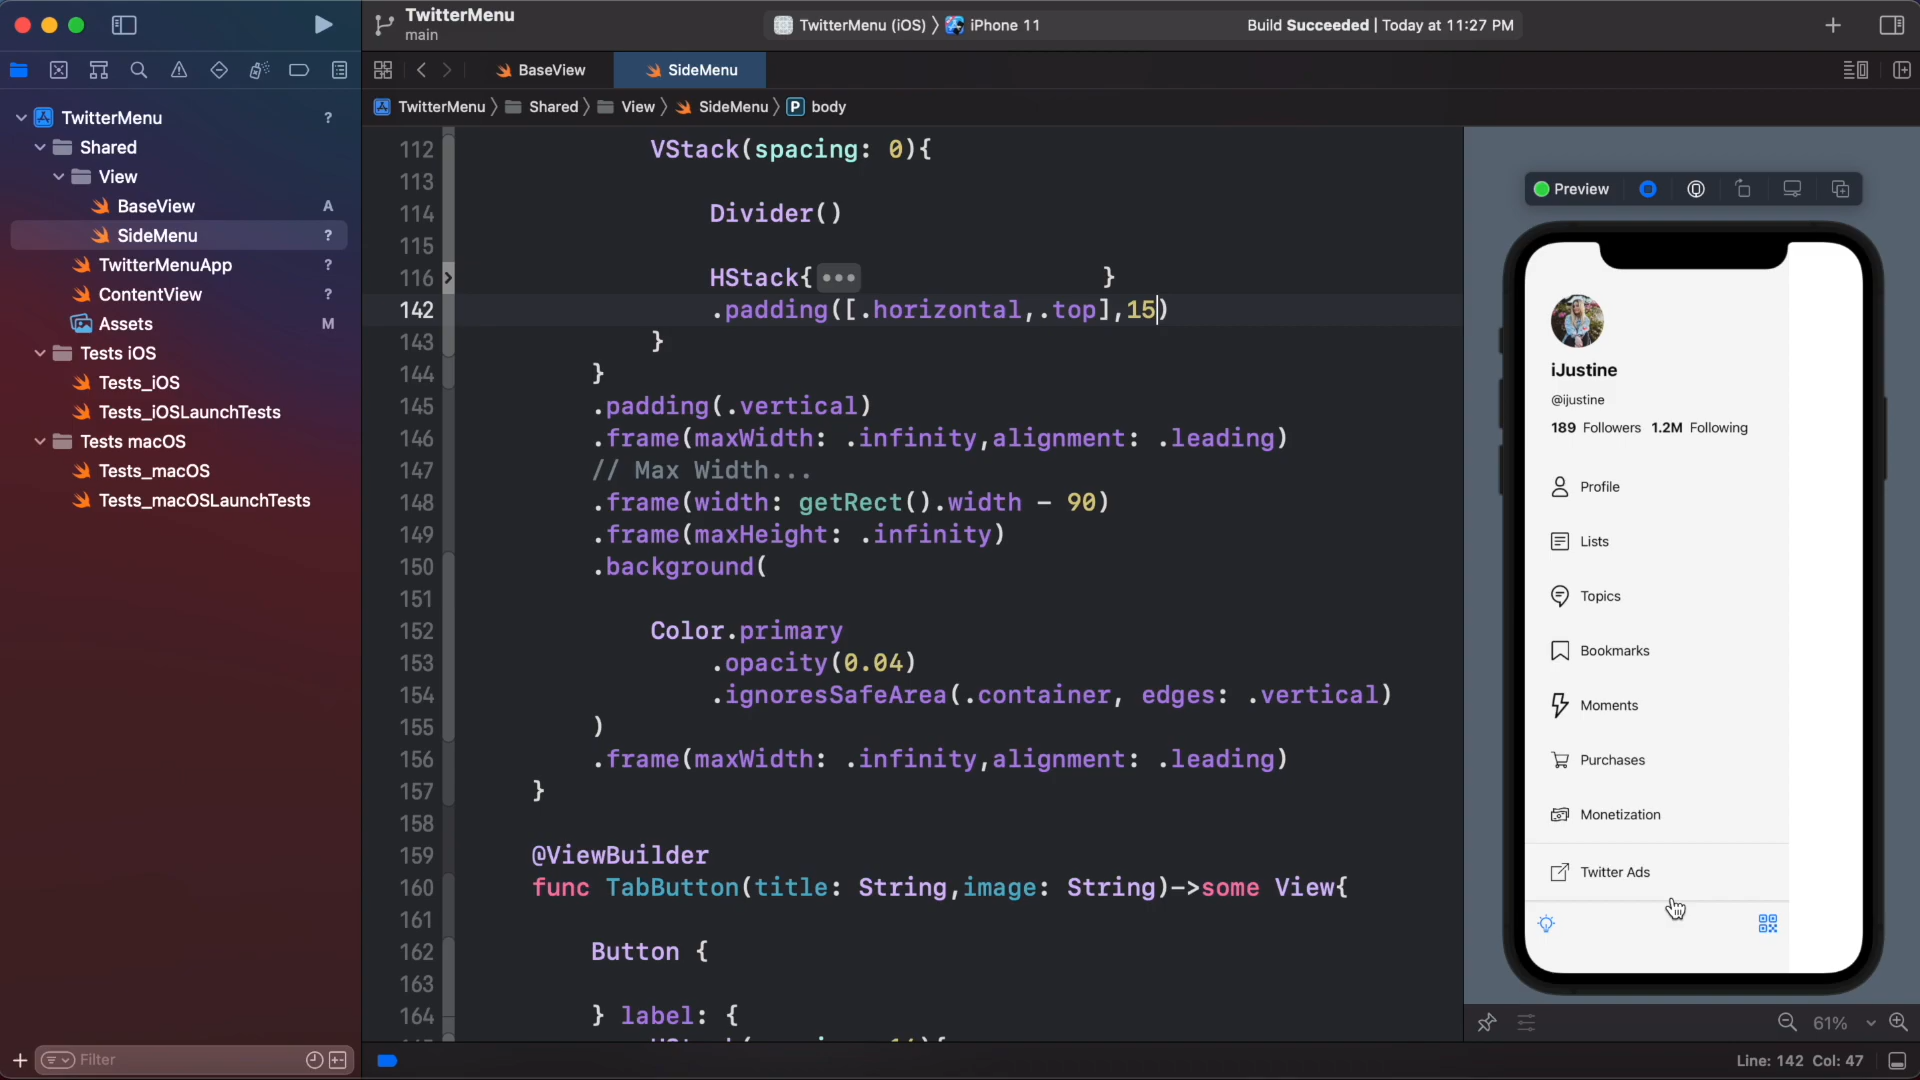 TwitterMenu
main
TwitterMenu (iOS) 〉 iPhone 11
Build Succeeded | Today at 11:27 PM
BaseView
SideMenu
TwitterMenu 〉 Shared 〉 View 〉 SideMenu 〉 P body
TwitterMenu ?
Shared
View
BaseView A
SideMenu ?
TwitterMenuApp ?
ContentView ?
Assets M
Tests iOS
Tests_iOS
Tests_iOSLaunchTests
Tests macOS
Tests_macOS
Tests_macOSLaunchTests
Filter
112 VStack(spacing: 0){
113
114 Divider()
115
116 HStack{••• }
142 .padding([.horizontal,.top],15)
143 }
144 }
145 .padding(.vertical)
146 .frame(maxWidth: .infinity,alignment: .leading)
147 // Max Width...
148 .frame(width: getRect().width - 90)
149 .frame(maxHeight: .infinity)
150 .background(
151
152 Color.primary
153 .opacity(0.04)
154 .ignoresSafeArea(.container, edges: .vertical)
155 )
156 .frame(maxWidth: .infinity,alignment: .leading)
157 }
158
159 @ViewBuilder
160 func TabButton(title: String,image: String)->some View{
161
162 Button {
163
164 } label: {
Preview
iJustine
@ijustine
189 Followers 1.2M Following
Profile
Lists
Topics
Bookmarks
Moments
Purchases
Monetization
Twitter Ads
61%
Line: 142 Col: 47